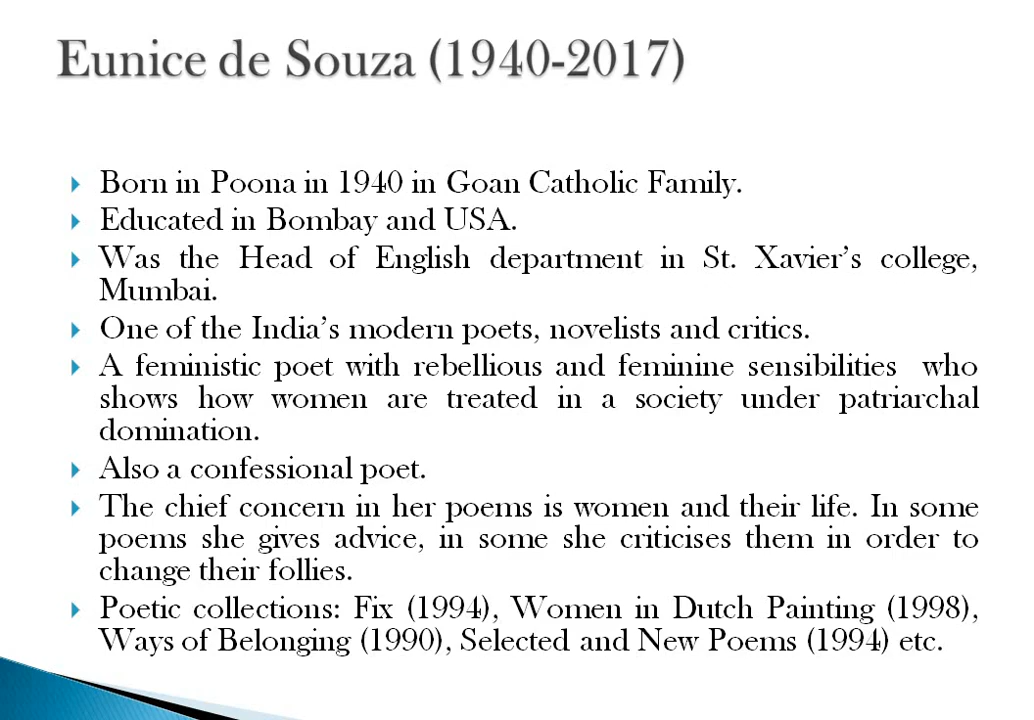 Eunice de Souza (1940-2017)
Born in Poona in 1940 in Goan Catholic Family.
Educated in Bombay and USA.
Was the Head of English department in St. Xavier's college,
Mumbai.
One of the India's modern poets, novelists and critics.
A feministic poet with rebellious and feminine sensibilities who
shows how women are treated in a society under patriarchal
domination.
Also a confessional poet.
The chief concern in her poems is women and their life. In some
poems she gives advice, in some she criticises them in order to
change their follies.
Poetic collections: Fix (1994), Women in Dutch Painting (1998),
Ways of Belonging (1990), Selected and New Poems (1994) etc.